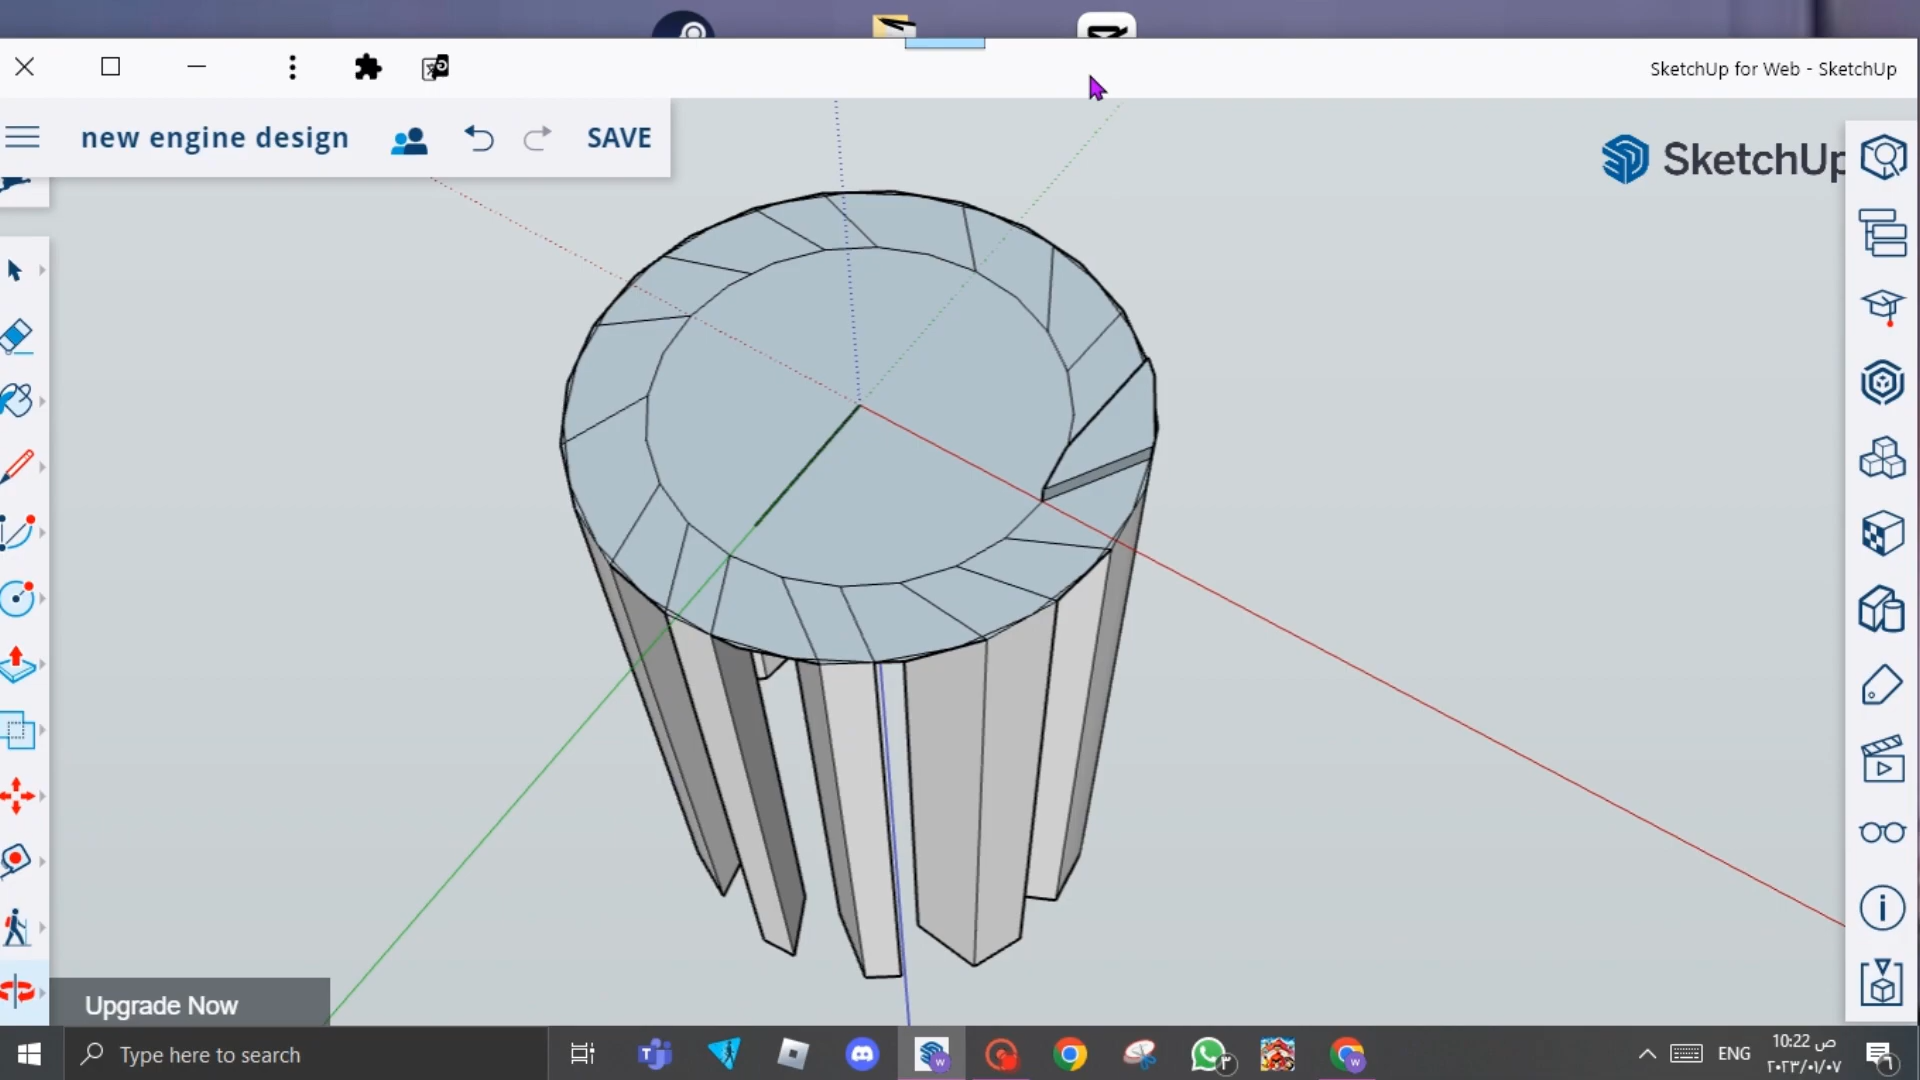 SketchUp for Web - SketchUp
new engine design
SAVE
SketchUp
Upgrade Now
Type here to search
ENG
10:22 ص
٢٠٢٣/٠١/٠٧